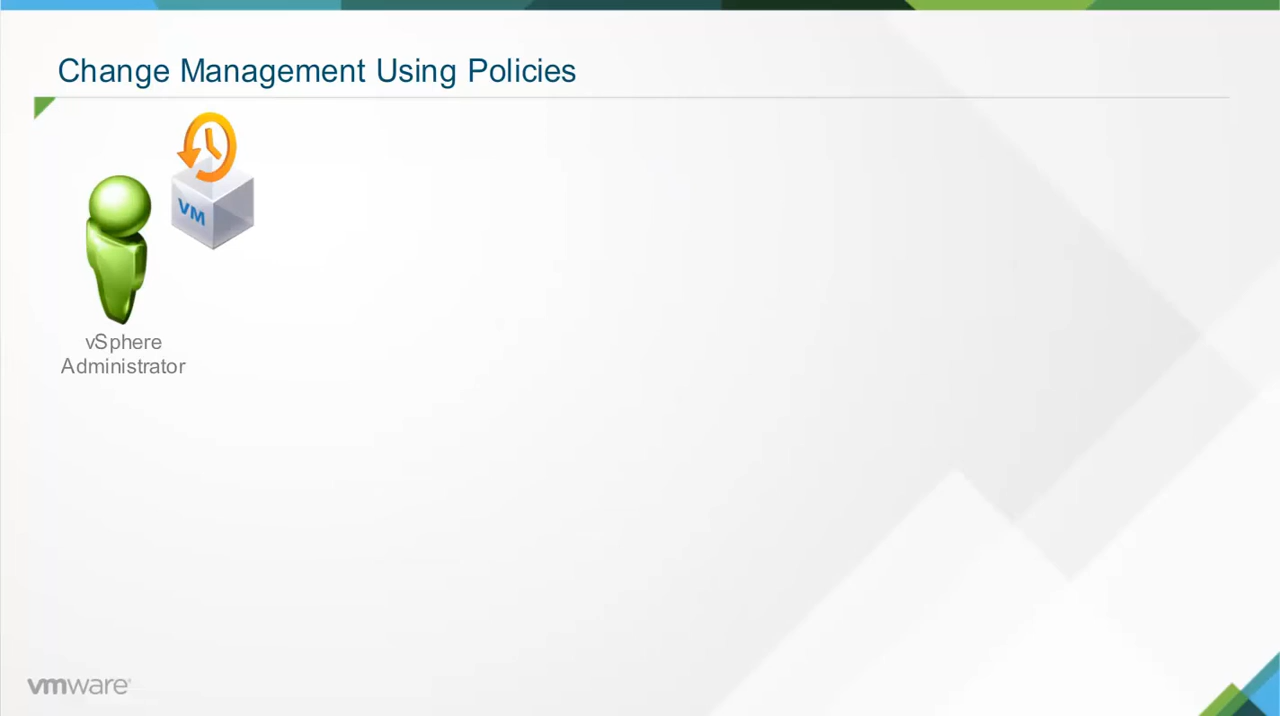 Change Management Using Policies
VM
vSphere
Administrator
vmware®